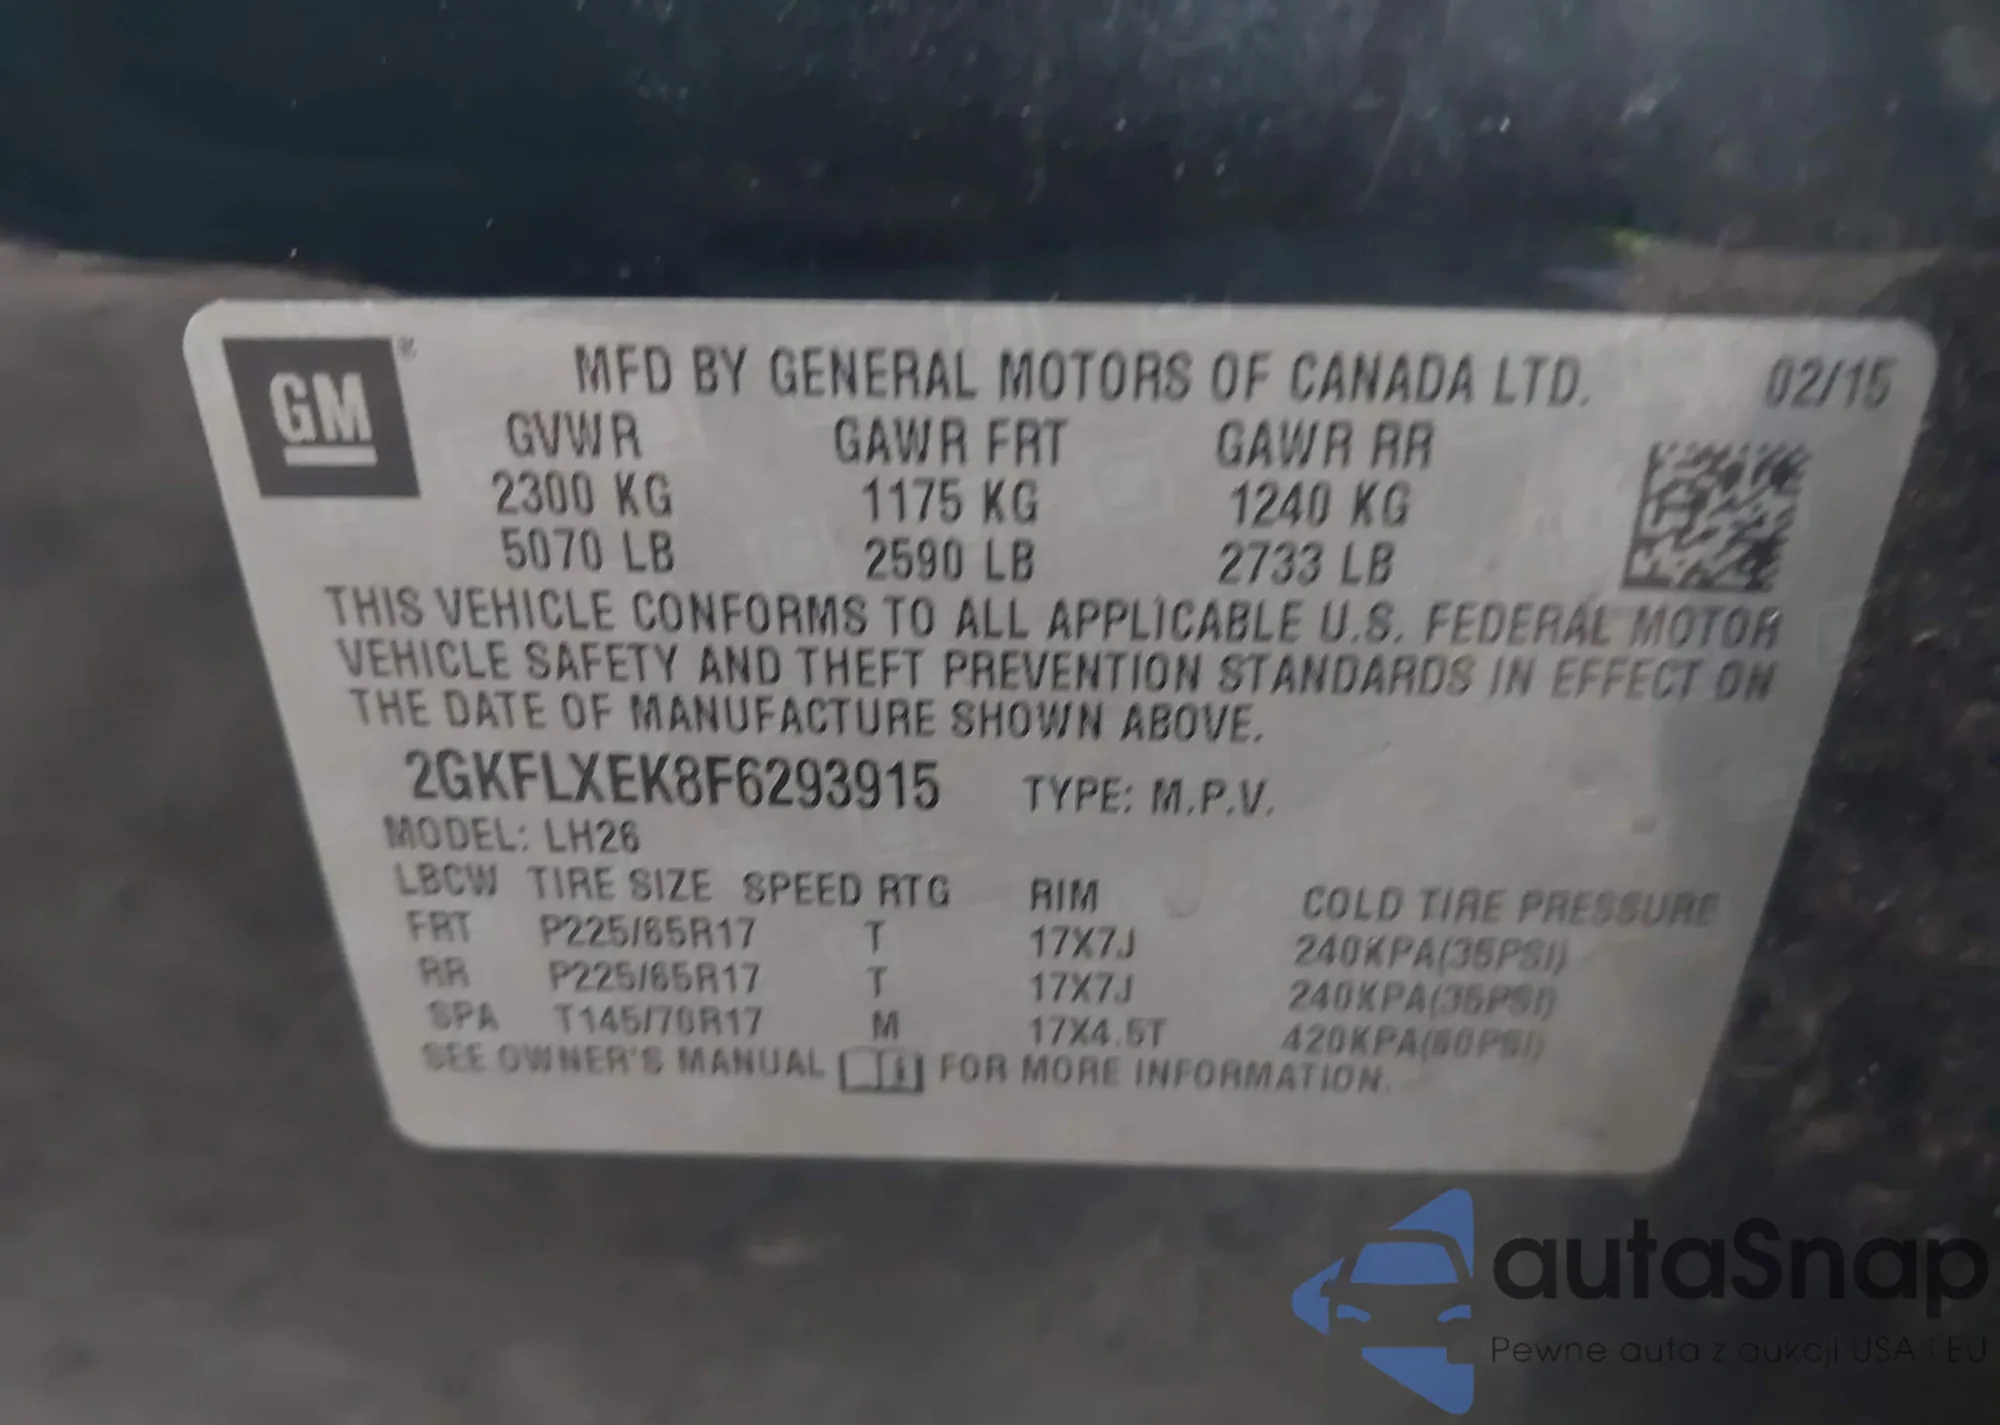 GM®
MFD BY GENERAL MOTORS OF CANADA LTD. 02/15
GVWR GAWR FRT GAWR RR
2300 KG 1175 KG 1240 KG
5070 LB 2590 LB 2733 LB
THIS VEHICLE CONFORMS TO ALL APPLICABLE U.S. FEDERAL MOTOR
VEHICLE SAFETY AND THEFT PREVENTION STANDARDS IN EFFECT ON
THE DATE OF MANUFACTURE SHOWN ABOVE.
2GKFLXEK8F6293915 TYPE: M.P.V.
MODEL: LH26
LBCW TIRE SIZE SPEED RTG RIM COLD TIRE PRESSURE
FRT P225/65R17 T 17X7J 240KPA(35PSI)
RR P225/65R17 T 17X7J 240KPA(35PSI)
SPA T145/70R17 M 17X4.5T 420KPA(60PSI)
SEE OWNER'S MANUAL FOR MORE INFORMATION.
autaSnap
Pewne auta z aukcji USA i EU